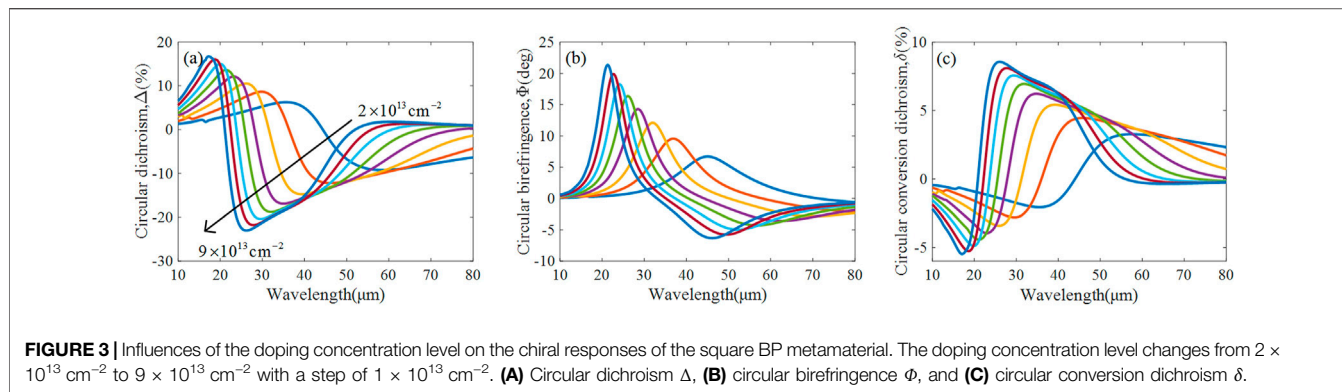 (a)
Circular dichroism,Δ(%)
20
10
0
-10
-20
-30
2×10¹³cm⁻²
9×10¹³cm⁻²
10 20 30 40 50 60 70 80
Wavelength(μm)
(b)
Circular birefringence,Φ(deg)
25
20
15
10
5
0
-5
-10
10 20 30 40 50 60 70 80
Wavelength(μm)
(c)
Circular conversion dichroism,δ(%)
10
5
0
-5
10 20 30 40 50 60 70 80
Wavelength(μm)
FIGURE 3 | Influences of the doping concentration level on the chiral responses of the square BP metamaterial. The doping concentration level changes from 2 ×
10¹³ cm⁻² to 9 × 10¹³ cm⁻² with a step of 1 × 10¹³ cm⁻². (A) Circular dichroism Δ, (B) circular birefringence Φ, and (C) circular conversion dichroism δ.